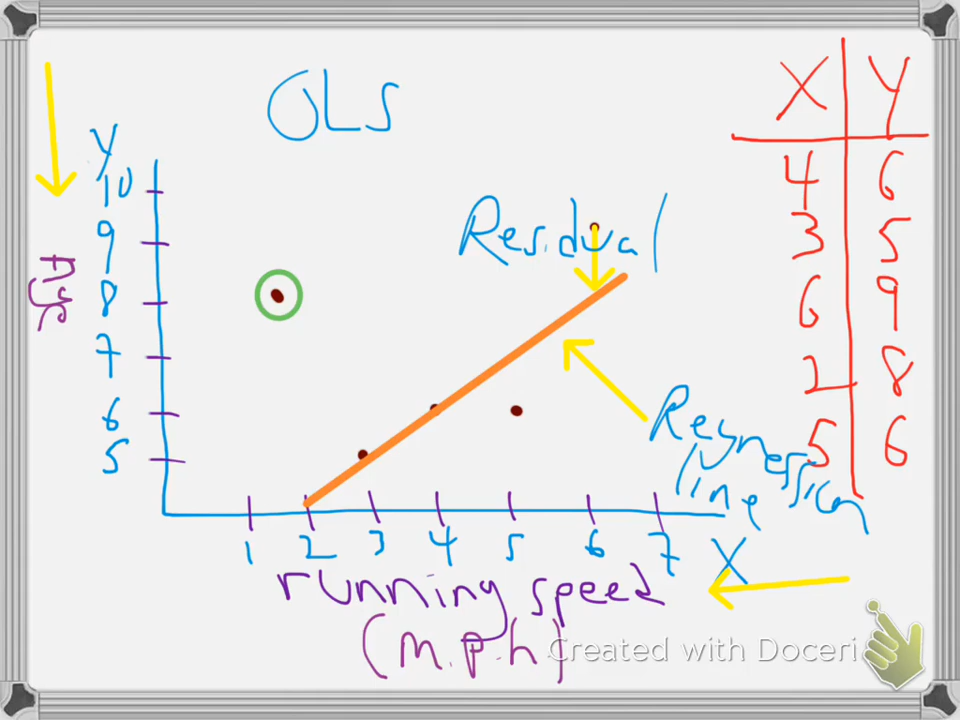 OLS
X Y
4 6
3 5
6 9
2 8
5 6
Y
10
9
8
7
6
5
Age
Residual
Regression
line
1 2 3 4 5 6 7 X
running speed
(m.p.h)
Created with Doceri